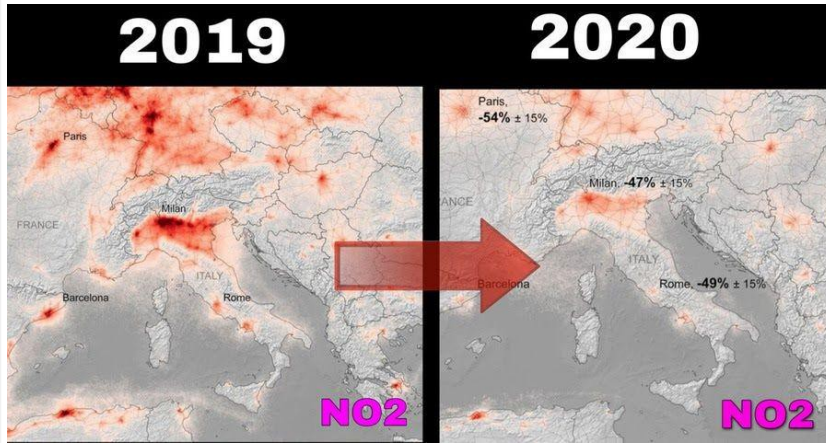 2019
Paris
FRANCE
Milan
ITALY
Barcelona
Rome
NO2
2020
Paris,
-54% ± 15%
Milan, -47% ± 15%
ANCE
ITALY
Barcelona
Rome, -49% ± 15%
NO2